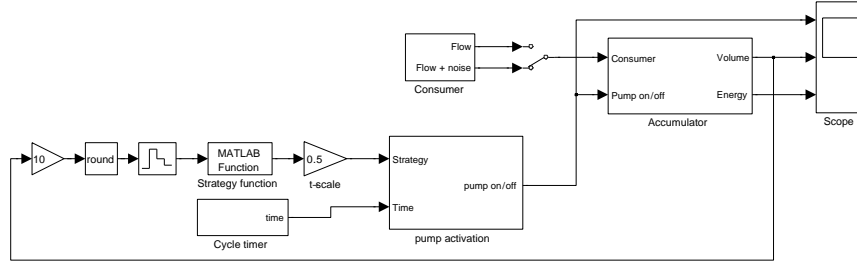 Flow
Flow + noise
Consumer
Consumer
Pump on/off
Volume
Energy
Accumulator
Scope
10
round
MATLAB
Function
Strategy function
0.5
t-scale
Strategy
Time
pump on/off
pump activation
time
Cycle timer